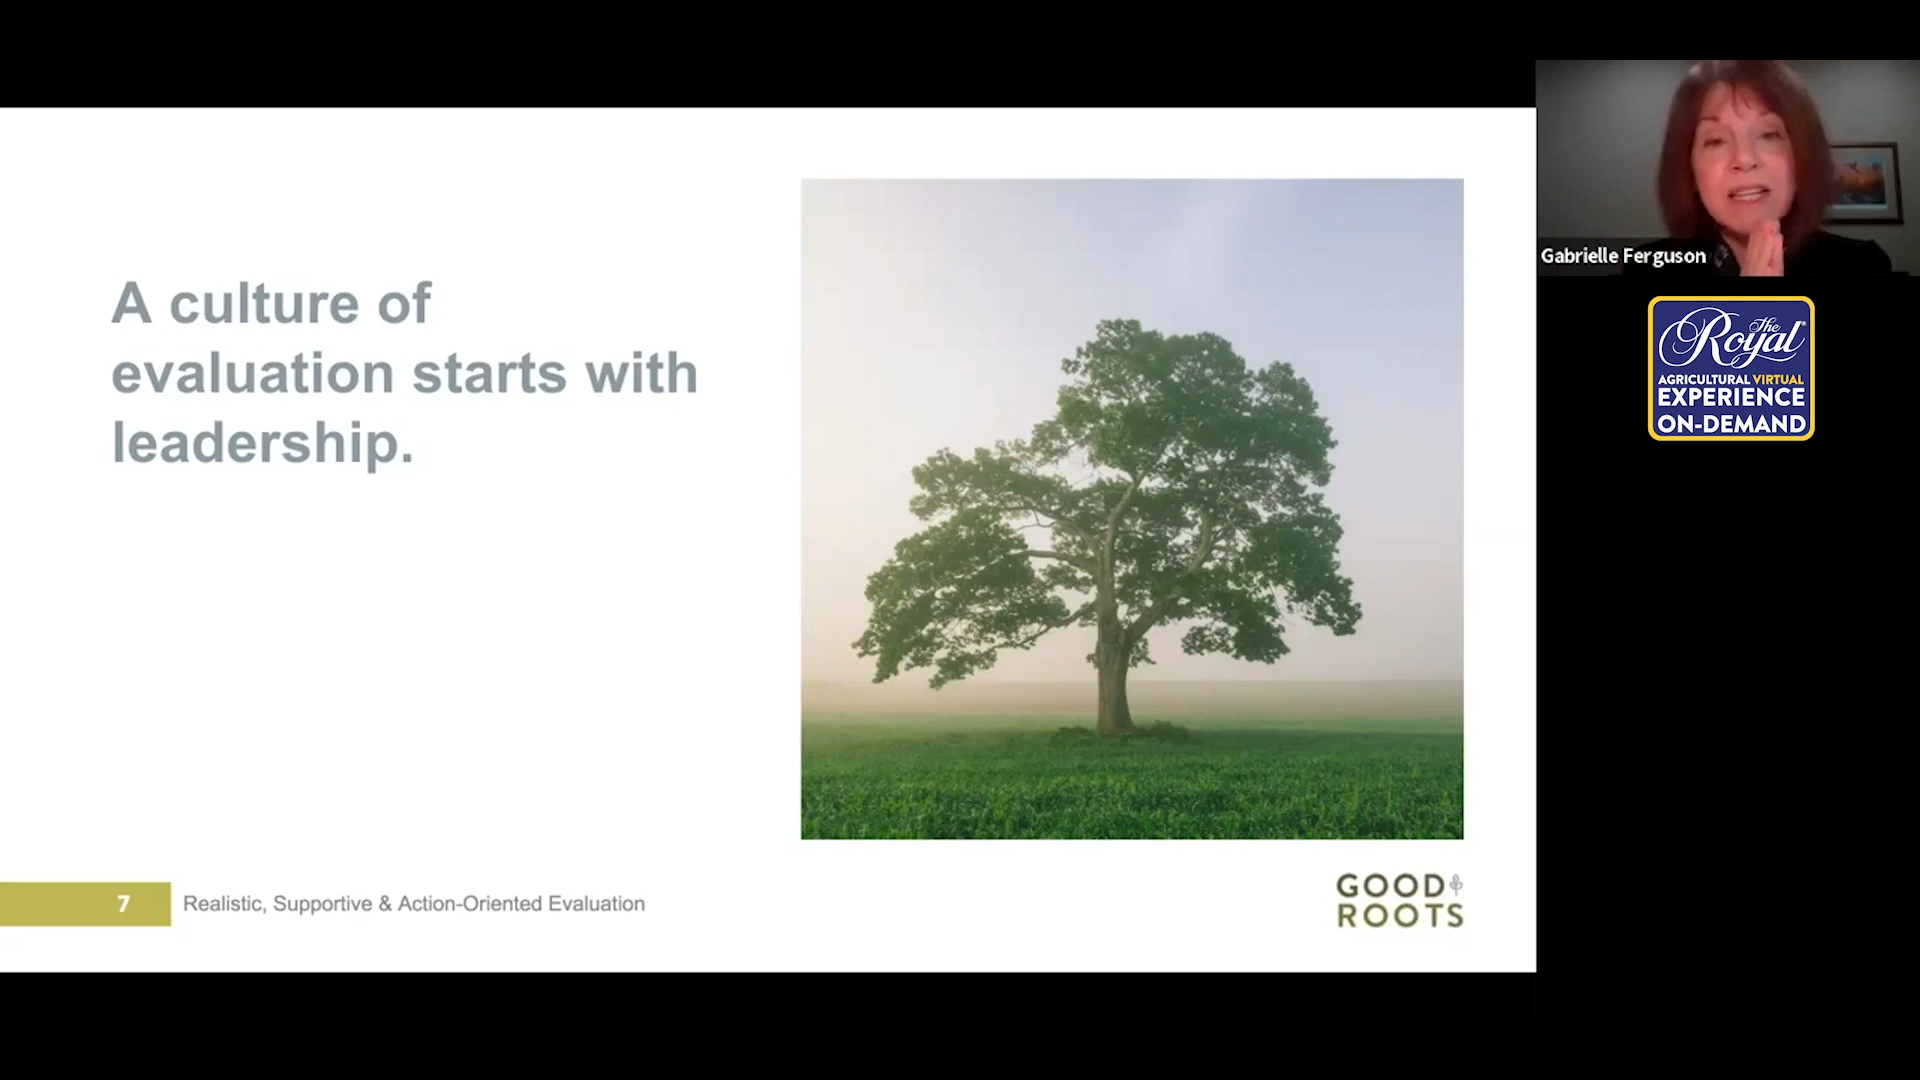 A culture of
evaluation starts with
leadership.
7
Realistic, Supportive & Action-Oriented Evaluation
GOOD
ROOTS
Gabrielle Ferguson
The
Royal
AGRICULTURAL VIRTUAL
EXPERIENCE
ON-DEMAND